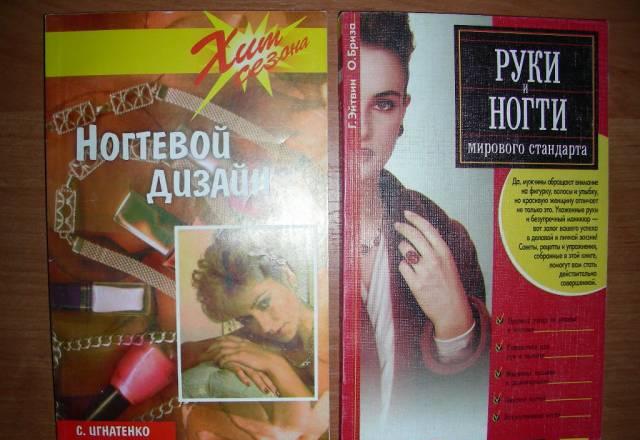 Хит
сезона
Ногтевой
дизайн
С. ИГНАТЕНКО
Г. Эйтвин О. Бриза
РУКИ
и
НОГТИ
мирового стандарта
Да, мужчины обращают внимание
на фигурку, волосы и улыбку,
но красивую женщину отличает
не только это. Ухоженные руки
и безупречный маникюр —
вот залог вашего успеха
в деловой и личной жизни!
Советы, рецепты и упражнения,
собранные в этой книге,
помогут вам стать
действительно
совершенной.